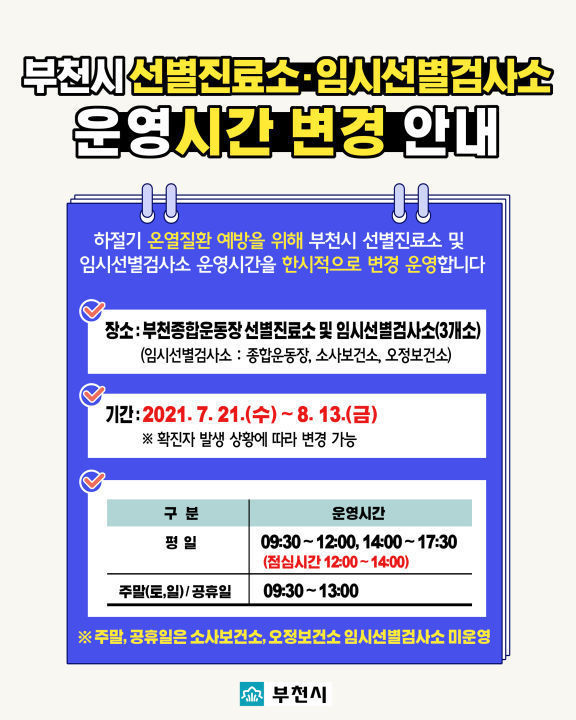 부천시 선별진료소·임시선별검사소
운영시간 변경 안내
하절기 온열질환 예방을 위해 부천시 선별진료소 및
임시선별검사소 운영시간을 한시적으로 변경 운영합니다
장소 : 부천종합운동장 선별진료소 및 임시선별검사소(3개소)
(임시선별검사소 : 종합운동장, 소사보건소, 오정보건소)
기간 : 2021. 7. 21.(수) ~ 8. 13.(금)
※ 확진자 발생 상황에 따라 변경 가능
구 분 운영시간
평 일 09:30 ~ 12:00, 14:00 ~ 17:30
(점심시간 12:00 ~ 14:00)
주말(토,일) / 공휴일 09:30 ~ 13:00
※ 주말, 공휴일은 소사보건소, 오정보건소 임시선별검사소 미운영
부천시